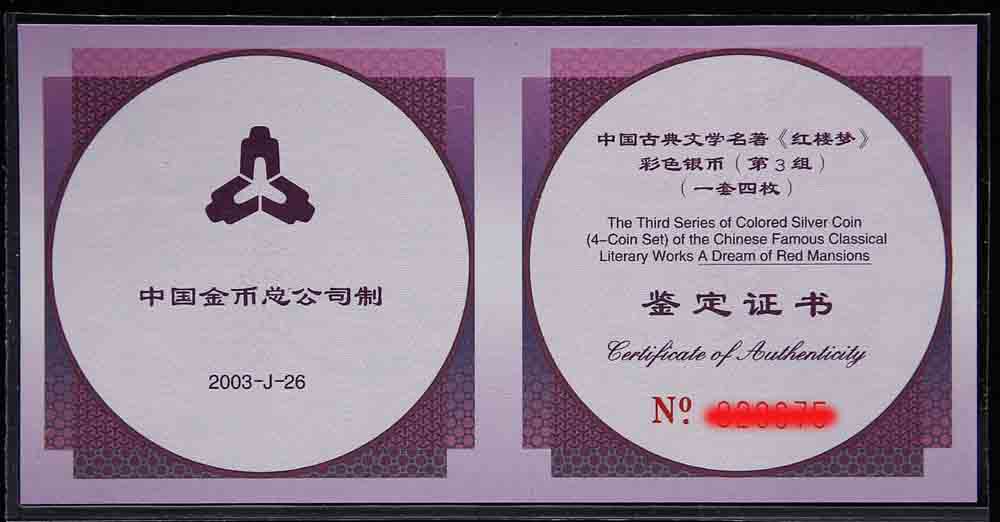 中国金币总公司制
2003-J-26
中国古典文学名著《红楼梦》
彩色银币(第3组)
(一套四枚)
The Third Series of Colored Silver Coin
(4-Coin Set) of the Chinese Famous Classical
Literary Works A Dream of Red Mansions
鉴定证书
Certificate of Authenticity
Nº.